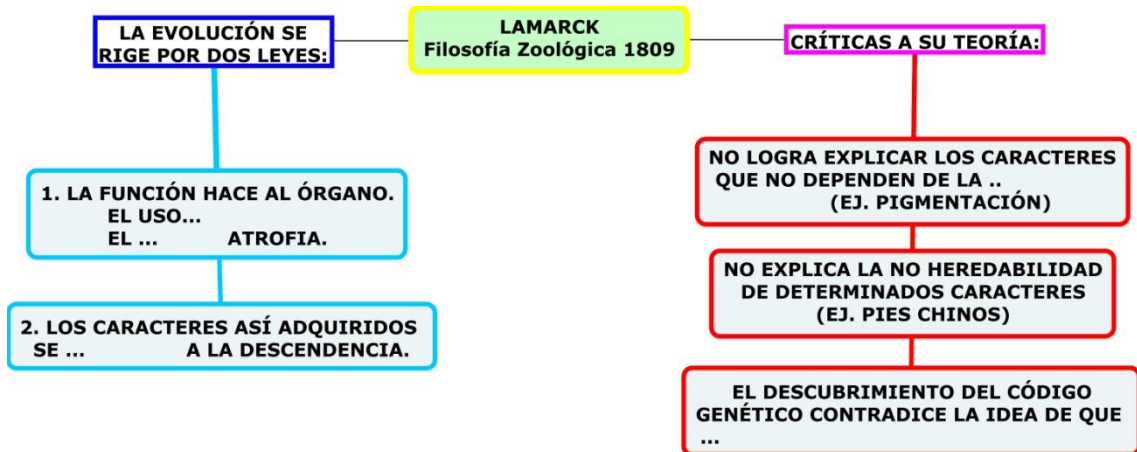 LAMARCK
Filosofía Zoológica 1809
LA EVOLUCIÓN SE
RIGE POR DOS LEYES:
1. LA FUNCIÓN HACE AL ÓRGANO.
EL USO...
EL ... ATROFIA.
2. LOS CARACTERES ASÍ ADQUIRIDOS
SE ... A LA DESCENDENCIA.
CRÍTICAS A SU TEORÍA:
NO LOGRA EXPLICAR LOS CARACTERES
QUE NO DEPENDEN DE LA ..
(EJ. PIGMENTACIÓN)
NO EXPLICA LA NO HEREDABILIDAD
DE DETERMINADOS CARACTERES
(EJ. PIES CHINOS)
EL DESCUBRIMIENTO DEL CÓDIGO
GENÉTICO CONTRADICE LA IDEA DE QUE
...